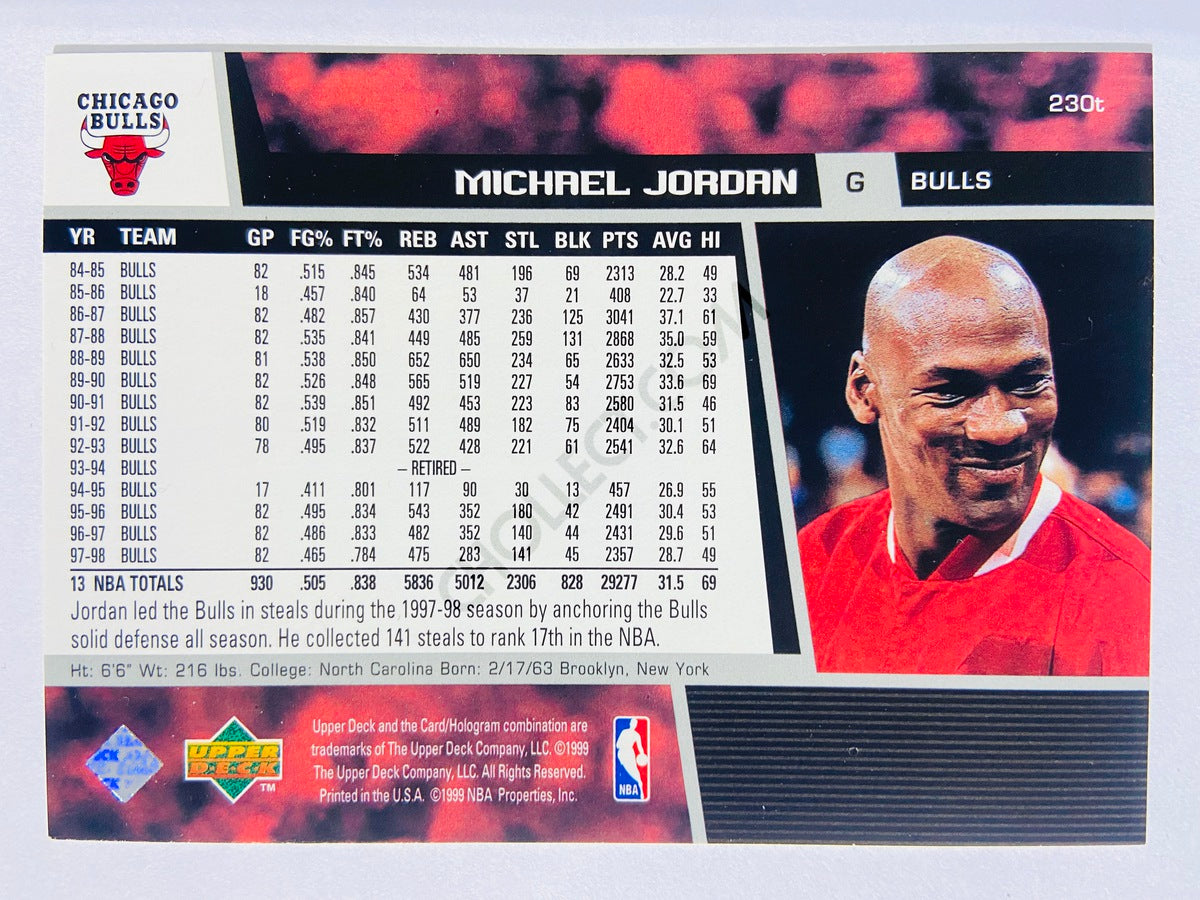 CHICAGO
BULLS
230t
MICHAEL JORDAN G BULLS
YR TEAM GP FG% FT% REB AST STL BLK PTS AVG HI
84-85 BULLS 82 .515 .845 534 481 196 69 2313 28.2 49
85-86 BULLS 18 .457 .840 64 53 37 21 408 22.7 33
86-87 BULLS 82 .482 .857 430 377 236 125 3041 37.1 61
87-88 BULLS 82 .535 .841 449 485 259 131 2868 35.0 59
88-89 BULLS 81 .538 .850 652 650 234 65 2633 32.5 53
89-90 BULLS 82 .526 .848 565 519 227 54 2753 33.6 69
90-91 BULLS 82 .539 .851 492 453 223 83 2580 31.5 46
91-92 BULLS 80 .519 .832 511 489 182 75 2404 30.1 51
92-93 BULLS 78 .495 .837 522 428 221 61 2541 32.6 64
93-94 BULLS – RETIRED –
94-95 BULLS 17 .411 .801 117 90 30 13 457 26.9 55
95-96 BULLS 82 .495 .834 543 352 180 42 2491 30.4 53
96-97 BULLS 82 .486 .833 482 352 140 44 2431 29.6 51
97-98 BULLS 82 .465 .784 475 283 141 45 2357 28.7 49
13 NBA TOTALS 930 .505 .838 5836 5012 2306 828 29277 31.5 69
Jordan led the Bulls in steals during the 1997-98 season by anchoring the Bulls
solid defense all season. He collected 141 steals to rank 17th in the NBA.
Ht: 6'6" Wt: 216 lbs. College: North Carolina Born: 2/17/63 Brooklyn, New York
UPPER
DECK
TM
Upper Deck and the Card/Hologram combination are
trademarks of The Upper Deck Company, LLC. ©1999
The Upper Deck Company, LLC. All Rights Reserved.
Printed in the U.S.A. ©1999 NBA Properties, Inc.
NBA
CHOLLECT.COM